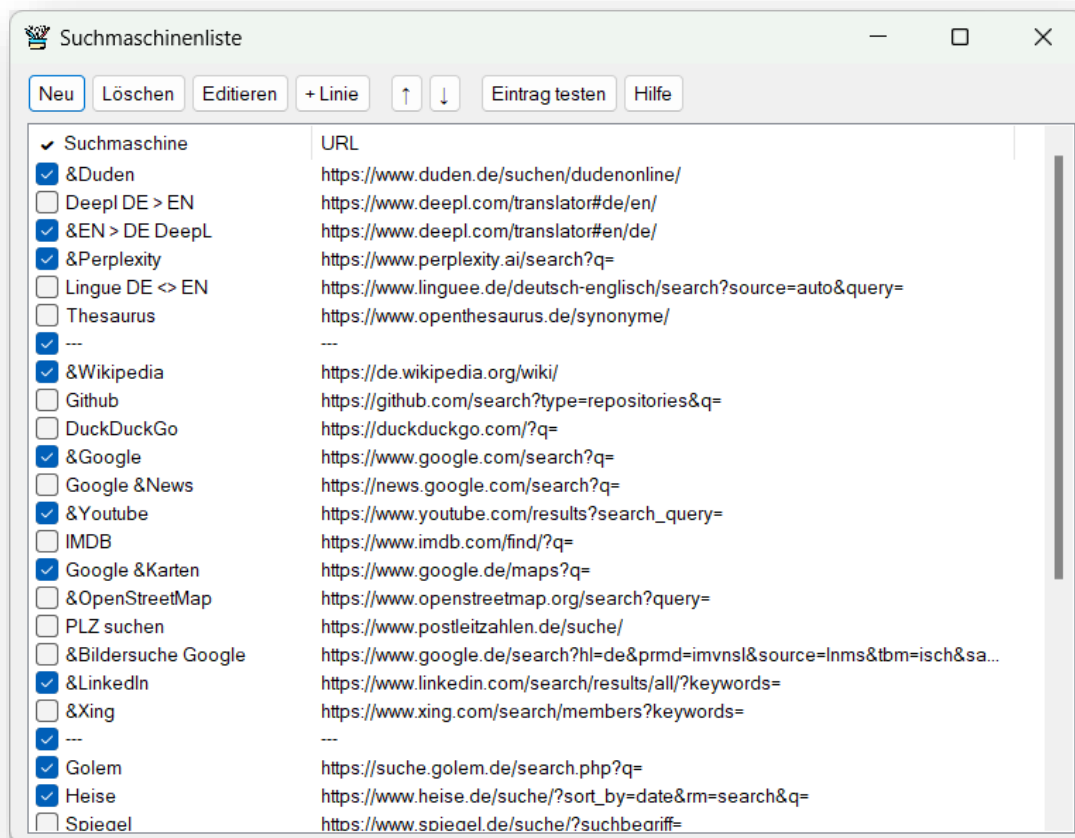 Suchmaschinenliste
Neu Löschen Editieren + Linie ↑ ↓ Eintrag testen Hilfe
Suchmaschine URL
&Duden https://www.duden.de/suchen/dudenonline/
Deepl DE > EN https://www.deepl.com/translator#de/en/
&EN > DE DeepL https://www.deepl.com/translator#en/de/
&Perplexity https://www.perplexity.ai/search?q=
Lingue DE <> EN https://www.linguee.de/deutsch-englisch/search?source=auto&query=
Thesaurus https://www.openthesaurus.de/synonyme/
--- ---
&Wikipedia https://de.wikipedia.org/wiki/
Github https://github.com/search?type=repositories&q=
DuckDuckGo https://duckduckgo.com/?q=
&Google https://www.google.com/search?q=
Google &News https://news.google.com/search?q=
&Youtube https://www.youtube.com/results?search_query=
IMDB https://www.imdb.com/find/?q=
Google &Karten https://www.google.de/maps?q=
&OpenStreetMap https://www.openstreetmap.org/search?query=
PLZ suchen https://www.postleitzahlen.de/suche/
&Bildersuche Google https://www.google.de/search?hl=de&prmd=imvnsl&source=lnms&tbm=isch&sa...
&LinkedIn https://www.linkedin.com/search/results/all/?keywords=
&Xing https://www.xing.com/search/members?keywords=
--- ---
Golem https://suche.golem.de/search.php?q=
Heise https://www.heise.de/suche/?sort_by=date&rm=search&q=
Spiegel https://www.spiegel.de/suche/?suchbegriff=